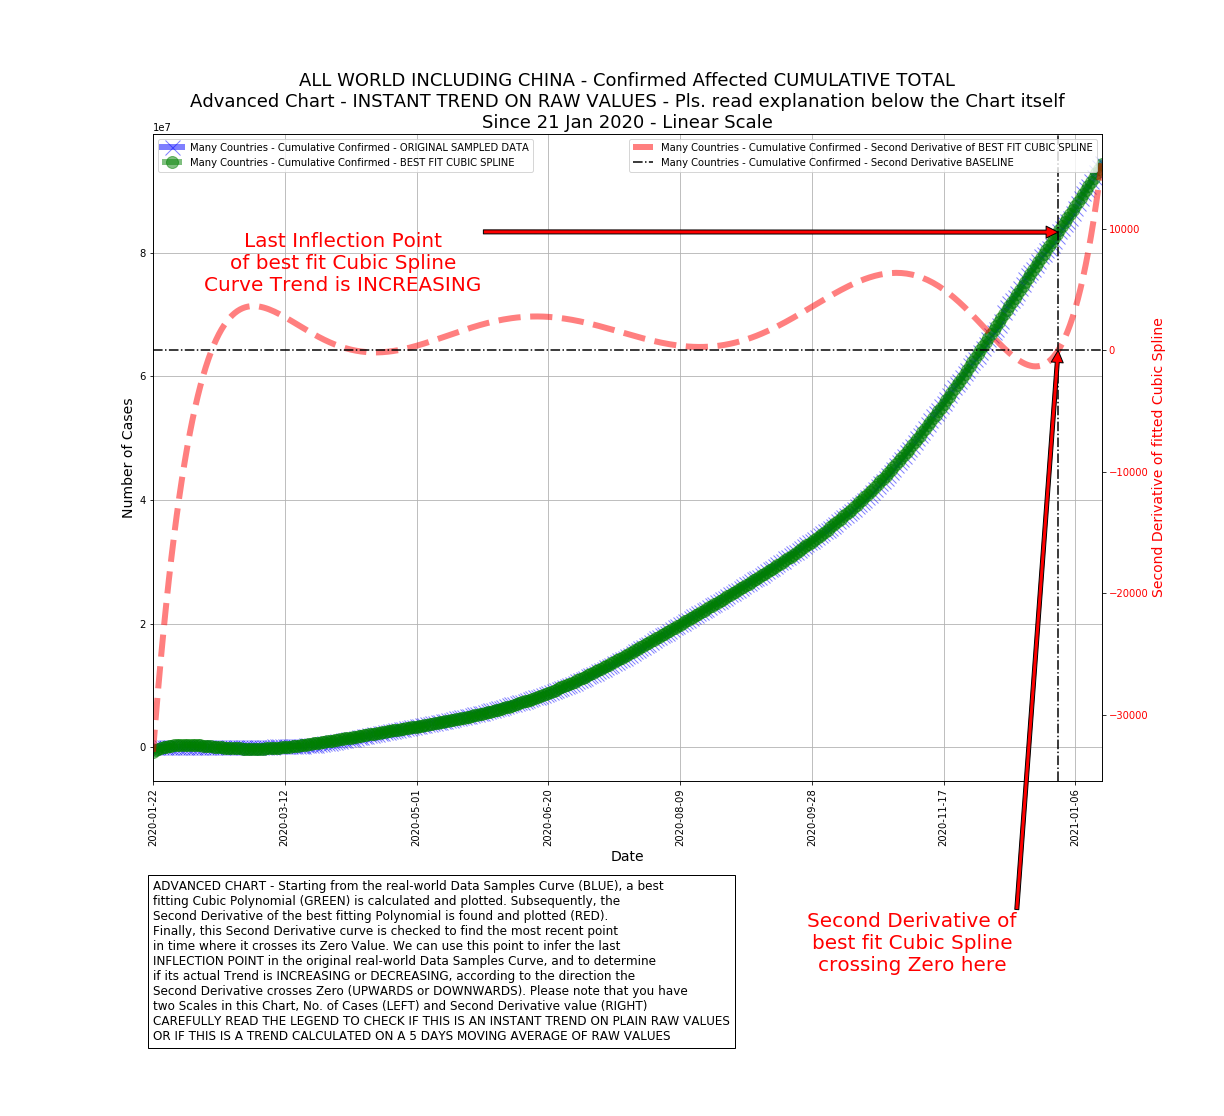 ALL WORLD INCLUDING CHINA - Confirmed Affected CUMULATIVE TOTAL
Advanced Chart - INSTANT TREND ON RAW VALUES - Pls. read explanation below the Chart itself
Since 21 Jan 2020 - Linear Scale
1e7
Many Countries - Cumulative Confirmed - ORIGINAL SAMPLED DATA
Many Countries - Cumulative Confirmed - BEST FIT CUBIC SPLINE
Many Countries - Cumulative Confirmed - Second Derivative of BEST FIT CUBIC SPLINE
Many Countries - Cumulative Confirmed - Second Derivative BASELINE
Last Inflection Point
of best fit Cubic Spline
Curve Trend is INCREASING
Number of Cases
8
6
4
2
0
10000
0
−10000
−20000
−30000
Second Derivative of fitted Cubic Spline
2020-01-22
2020-03-12
2020-05-01
2020-06-20
2020-08-09
2020-09-28
2020-11-17
2021-01-06
Date
ADVANCED CHART - Starting from the real-world Data Samples Curve (BLUE), a best
fitting Cubic Polynomial (GREEN) is calculated and plotted. Subsequently, the
Second Derivative of the best fitting Polynomial is found and plotted (RED).
Finally, this Second Derivative curve is checked to find the most recent point
in time where it crosses its Zero Value. We can use this point to infer the last
INFLECTION POINT in the original real-world Data Samples Curve, and to determine
if its actual Trend is INCREASING or DECREASING, according to the direction the
Second Derivative crosses Zero (UPWARDS or DOWNWARDS). Please note that you have
two Scales in this Chart, No. of Cases (LEFT) and Second Derivative value (RIGHT)
CAREFULLY READ THE LEGEND TO CHECK IF THIS IS AN INSTANT TREND ON PLAIN RAW VALUES
OR IF THIS IS A TREND CALCULATED ON A 5 DAYS MOVING AVERAGE OF RAW VALUES
Second Derivative of
best fit Cubic Spline
crossing Zero here